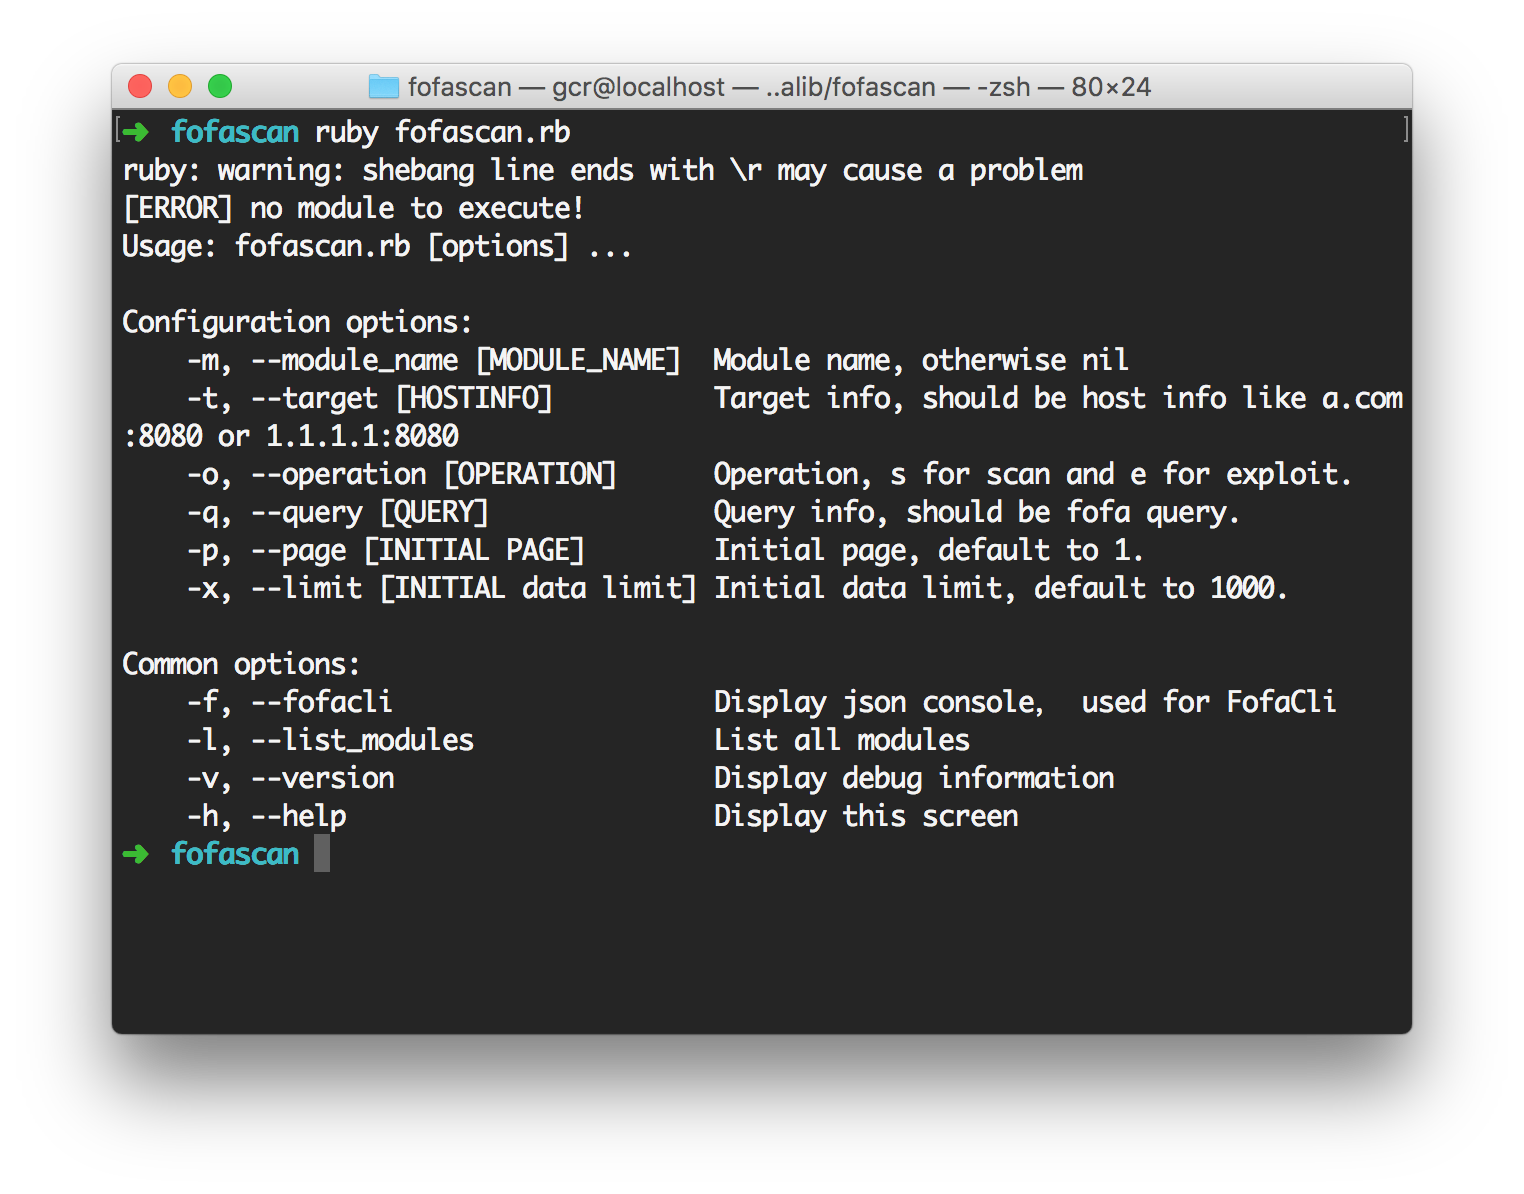 fofascan — gcr@localhost — ..alib/fofascan — -zsh — 80×24
[➜  fofascan ruby fofascan.rb ]
ruby: warning: shebang line ends with \r may cause a problem
[ERROR] no module to execute!
Usage: fofascan.rb [options] ...
Configuration options:
    -m, --module_name [MODULE_NAME]  Module name, otherwise nil
    -t, --target [HOSTINFO]          Target info, should be host info like a.com
:8080 or 1.1.1.1:8080
    -o, --operation [OPERATION]      Operation, s for scan and e for exploit.
    -q, --query [QUERY]              Query info, should be fofa query.
    -p, --page [INITIAL PAGE]        Initial page, default to 1.
    -x, --limit [INITIAL data limit] Initial data limit, default to 1000.
Common options:
    -f, --fofacli                    Display json console,  used for FofaCli
    -l, --list_modules               List all modules
    -v, --version                    Display debug information
    -h, --help                       Display this screen
➜  fofascan